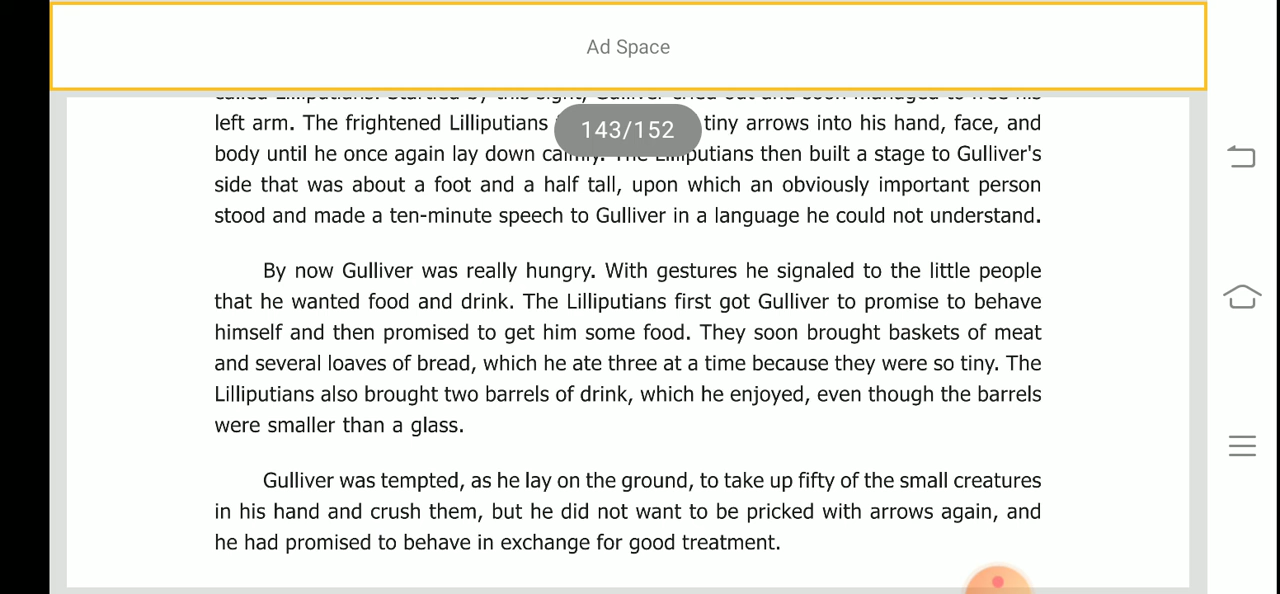 Ad Space
left arm. The frightened Lilliputians tiny arrows into his hand, face, and
143/152
body until he once again lay down calmly. The Lilliputians then built a stage to Gulliver's
side that was about a foot and a half tall, upon which an obviously important person
stood and made a ten-minute speech to Gulliver in a language he could not understand.
By now Gulliver was really hungry. With gestures he signaled to the little people
that he wanted food and drink. The Lilliputians first got Gulliver to promise to behave
himself and then promised to get him some food. They soon brought baskets of meat
and several loaves of bread, which he ate three at a time because they were so tiny. The
Lilliputians also brought two barrels of drink, which he enjoyed, even though the barrels
were smaller than a glass.
Gulliver was tempted, as he lay on the ground, to take up fifty of the small creatures
in his hand and crush them, but he did not want to be pricked with arrows again, and
he had promised to behave in exchange for good treatment.